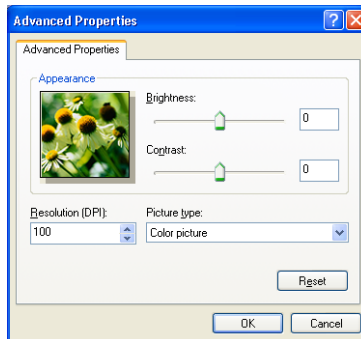 Advanced Properties
Advanced Properties
Appearance
Brightness:
0
Contrast:
0
Resolution (DPI):
Picture type:
100
Color picture
Reset
OK
Cancel